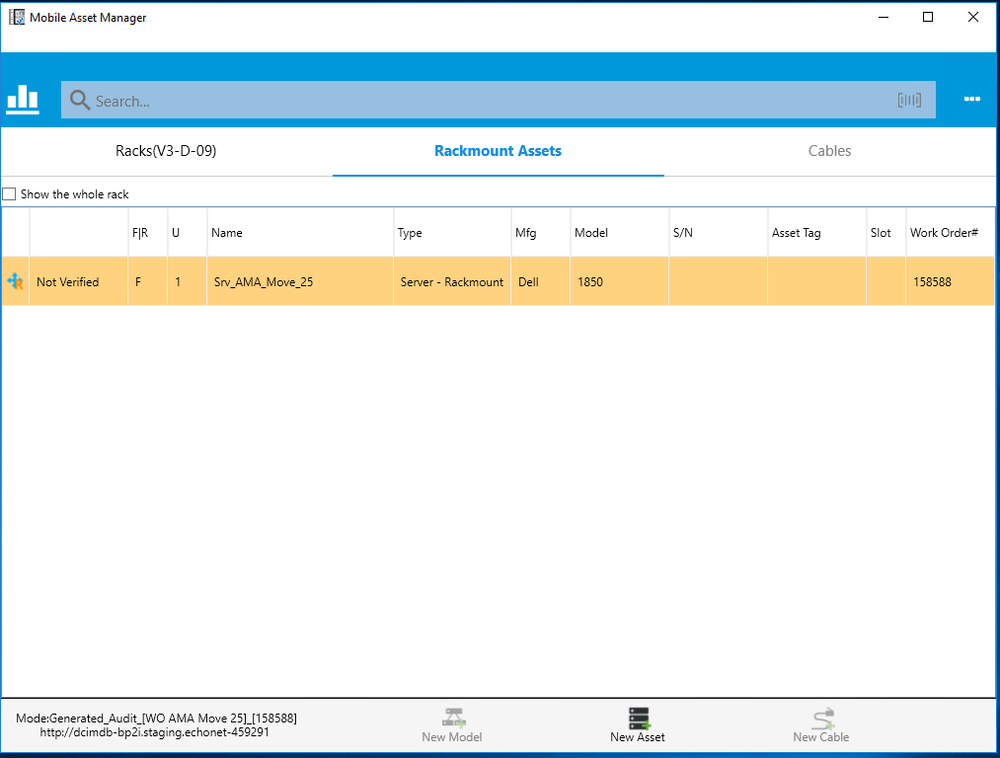 Mobile Asset Manager
Search...
Racks(V3-D-09) Rackmount Assets Cables
Show the whole rack
F|R U Name Type Mfg Model S/N Asset Tag Slot Work Order#
R Not Verified F 1 Srv_AMA_Move_25 Server - Rackmount Dell 1850 158588
Mode:Generated_Audit_[WO AMA Move 25]_[158588]
http://dcimdb-bp2i.staging.echonet-459291
New Model New Asset New Cable